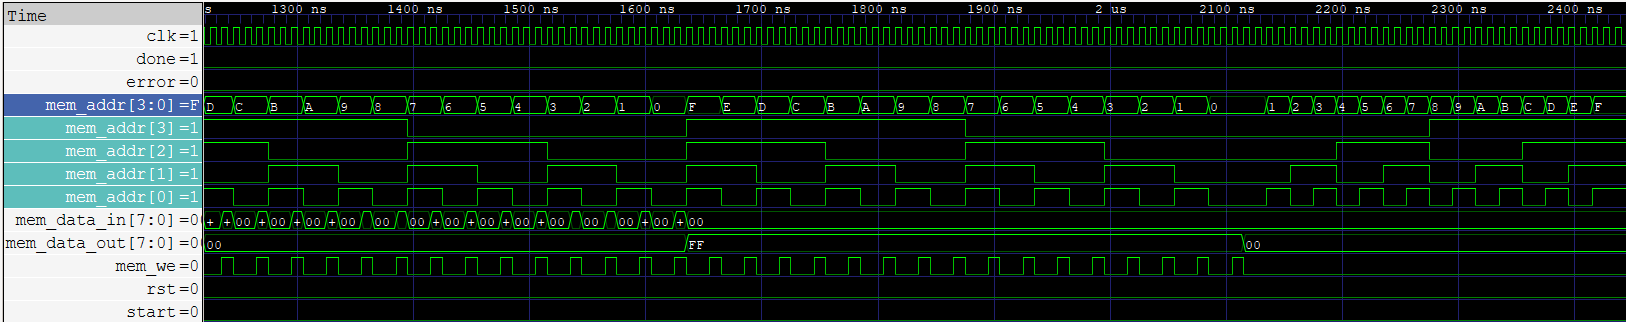 Time s 1300 ns 1400 ns 1500 ns 1600 ns 1700 ns 1800 ns 1900 ns 2 us 2100 ns 2200 ns 2300 ns 2400 ns
clk=1
done=1
error=0
mem_addr[3:0]=F D C B A 9 8 7 6 5 4 3 2 1 0 F E D C B A 9 8 7 6 5 4 3 2 1 0 1 2 3 4 5 6 7 8 9 A B C D E F
mem_addr[3]=1
mem_addr[2]=1
mem_addr[1]=1
mem_addr[0]=1
mem_data_in[7:0]=00 + + 00 + 00 + 00 + 00 00 + 00 + 00 + 00 + 00 00 + 00 + 00
mem_data_out[7:0]=00 00 FF 00
mem_we=0
rst=0
start=0